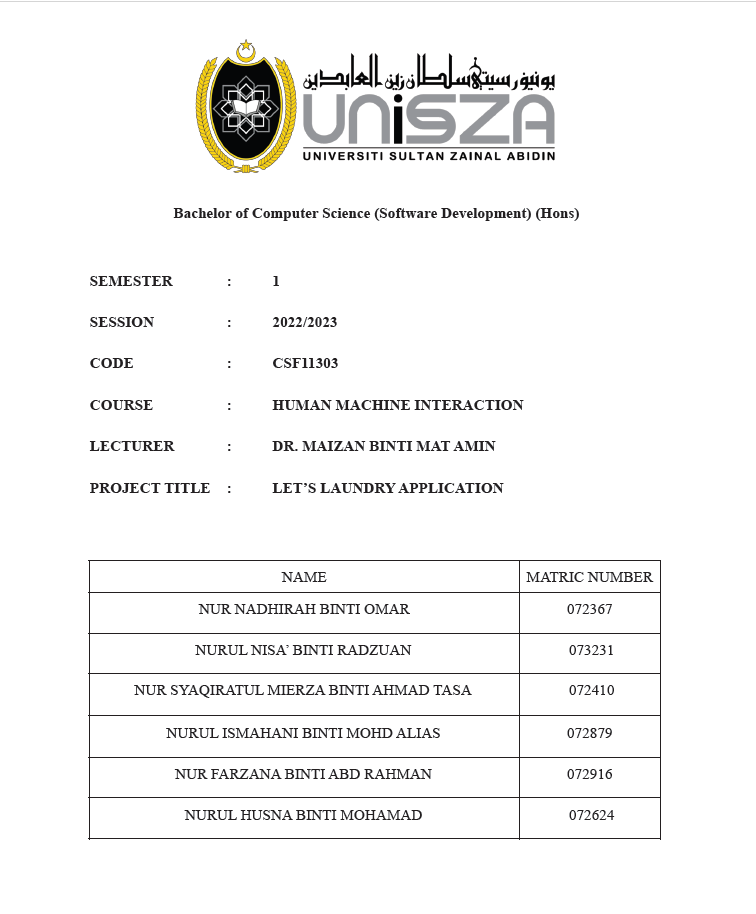 يونيۏرسيتي سلطان زين العابدين
UNiSZA
UNIVERSITI SULTAN ZAINAL ABIDIN
Bachelor of Computer Science (Software Development) (Hons)
SEMESTER : 1
SESSION : 2022/2023
CODE : CSF11303
COURSE : HUMAN MACHINE INTERACTION
LECTURER : DR. MAIZAN BINTI MAT AMIN
PROJECT TITLE : LET’S LAUNDRY APPLICATION
NAME MATRIC NUMBER
NUR NADHIRAH BINTI OMAR 072367
NURUL NISA’ BINTI RADZUAN 073231
NUR SYAQIRATUL MIERZA BINTI AHMAD TASA 072410
NURUL ISMAHANI BINTI MOHD ALIAS 072879
NUR FARZANA BINTI ABD RAHMAN 072916
NURUL HUSNA BINTI MOHAMAD 072624